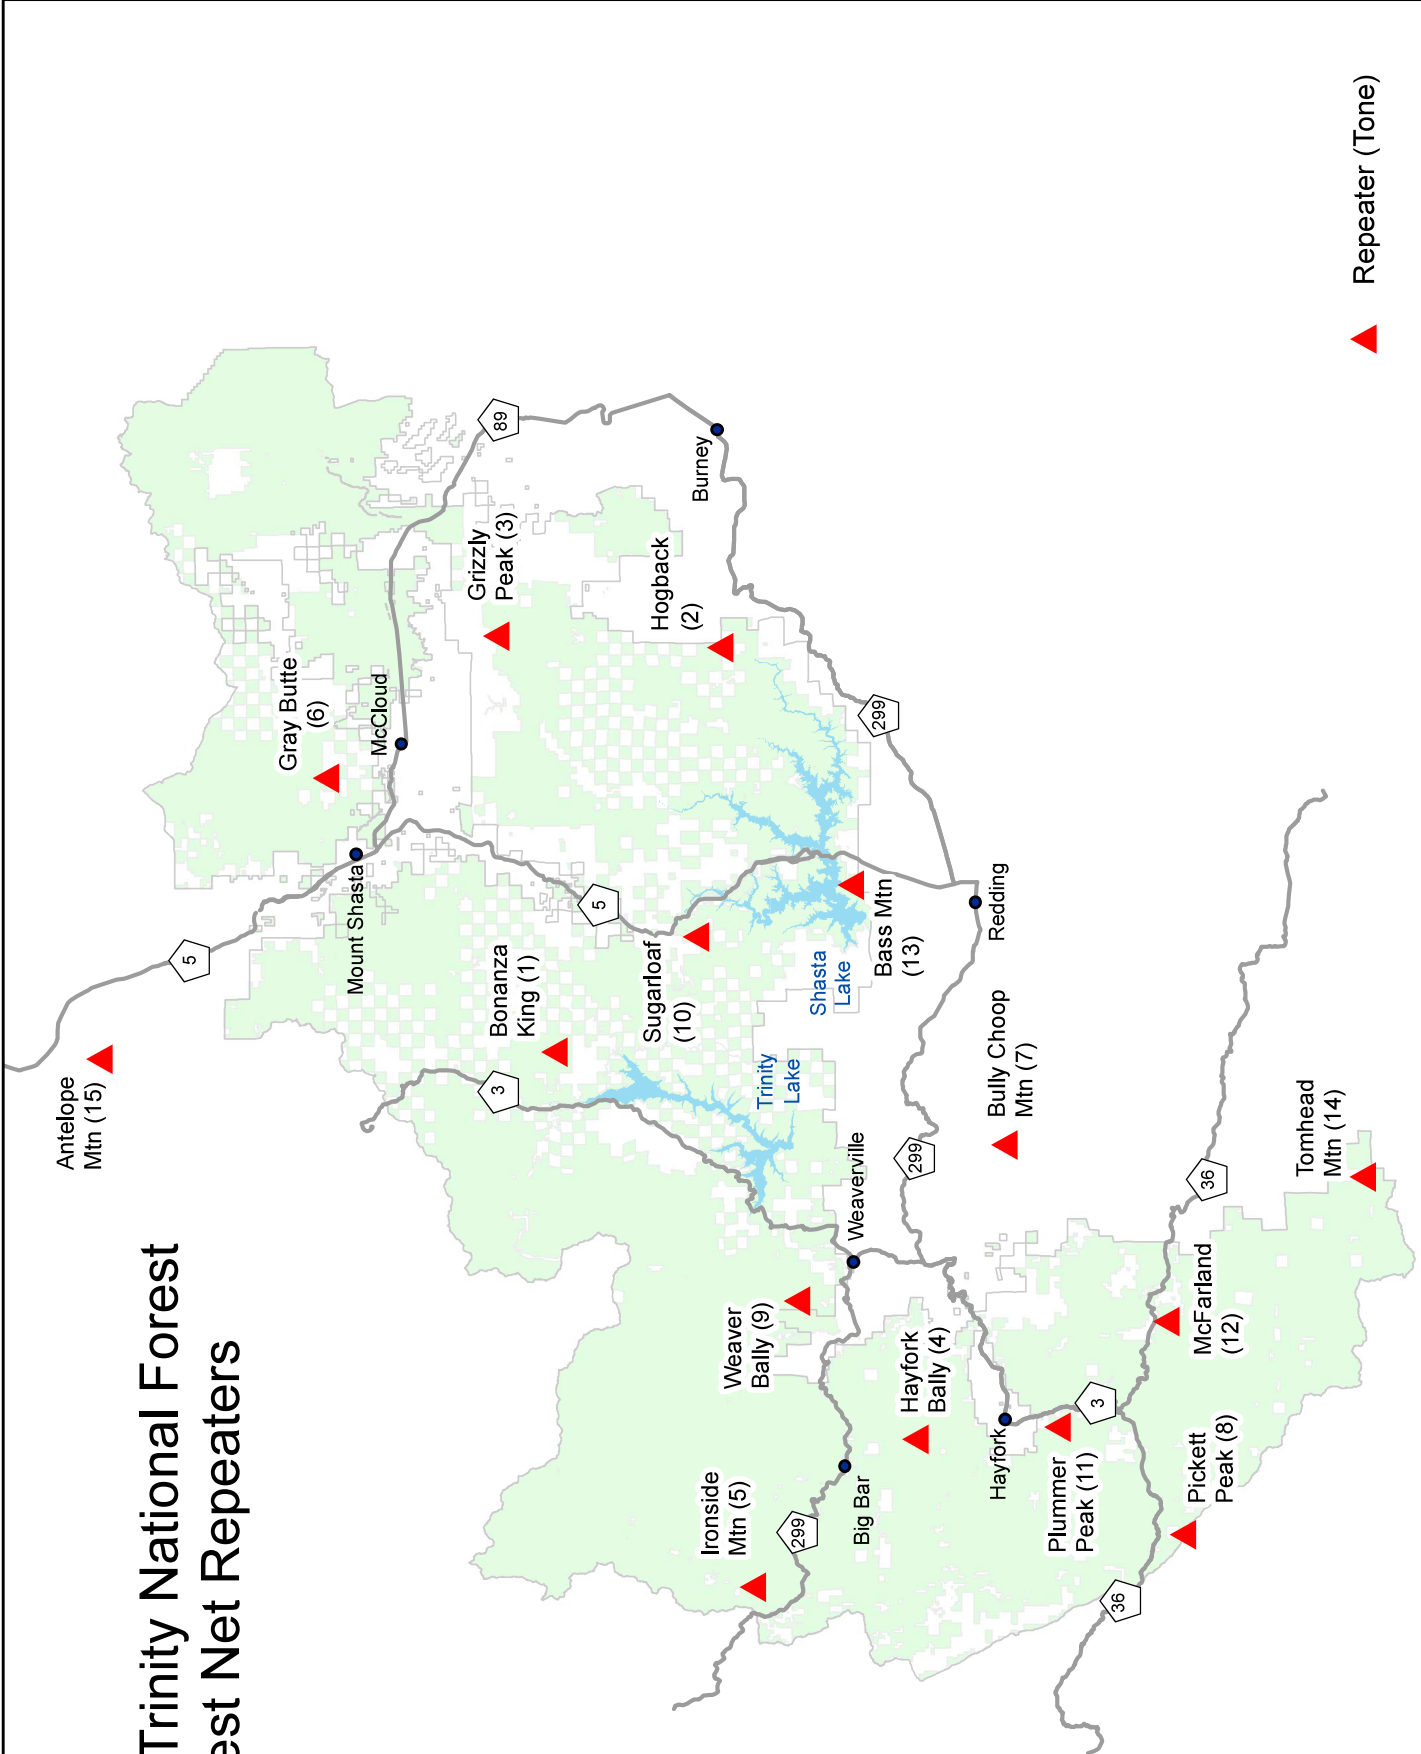 Trinity National Forest
est Net Repeaters
Antelope
Mtn (15)
5
Mount Shasta
Gray Butte
(6)
McCloud
89
Grizzly
Peak (3)
Burney
Hogback
(2)
299
5
Bonanza
King (1)
3
Sugarloaf
(10)
Shasta
Lake
Bass Mtn
(13)
Redding
Trinity
Lake
Weaverville
299
Bully Choop
Mtn (7)
Weaver
Bally (9)
Ironside
Mtn (5)
299
Big Bar
Hayfork
Bally (4)
Hayfork
Plummer
Peak (11)
3
36
Pickett
Peak (8)
McFarland
(12)
36
Tomhead
Mtn (14)
Repeater (Tone)